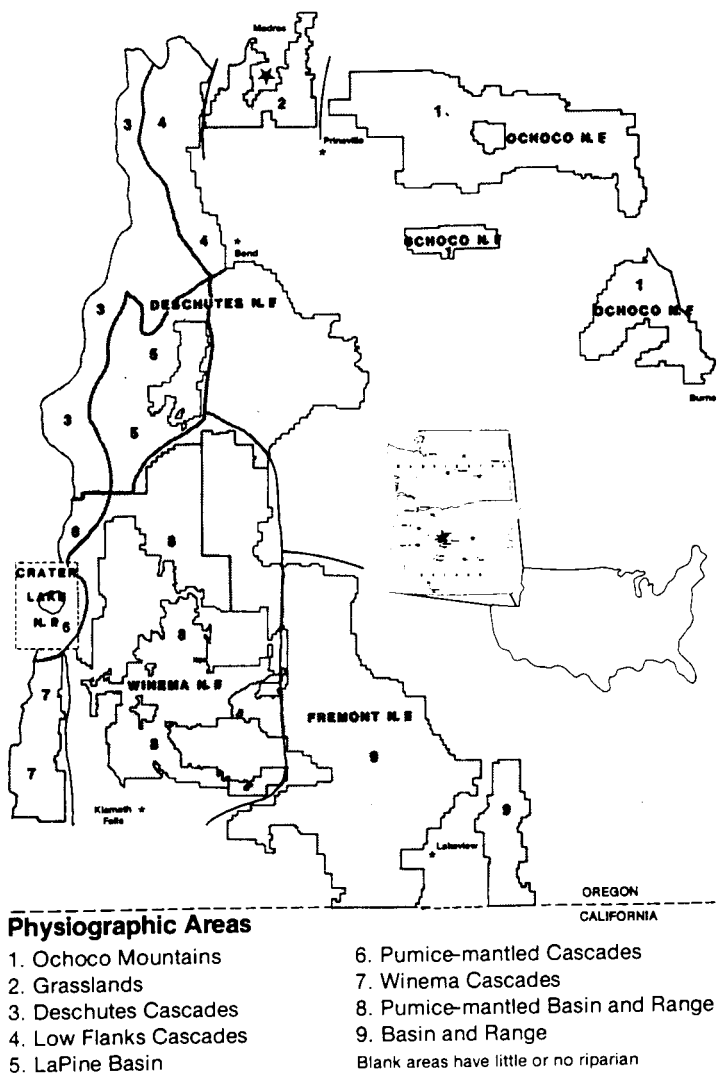 Madras
3
4
2
1
Prineville
OCHOCO N. F
4
Bend
OCHOCO N. F
1
1
OCHOCO N. F
3
DESCHUTES N. F
5
Burns
3
5
6
8
CRATER
LAKE
N. P. 6
8
7
WINEMA N. F
8
FREMONT N. F
9
7
8
9
Klamath
Falls
Lakeview
OREGON
CALIFORNIA
Physiographic Areas
1. Ochoco Mountains
2. Grasslands
3. Deschutes Cascades
4. Low Flanks Cascades
5. LaPine Basin
6. Pumice-mantled Cascades
7. Winema Cascades
8. Pumice-mantled Basin and Range
9. Basin and Range
Blank areas have little or no riparian